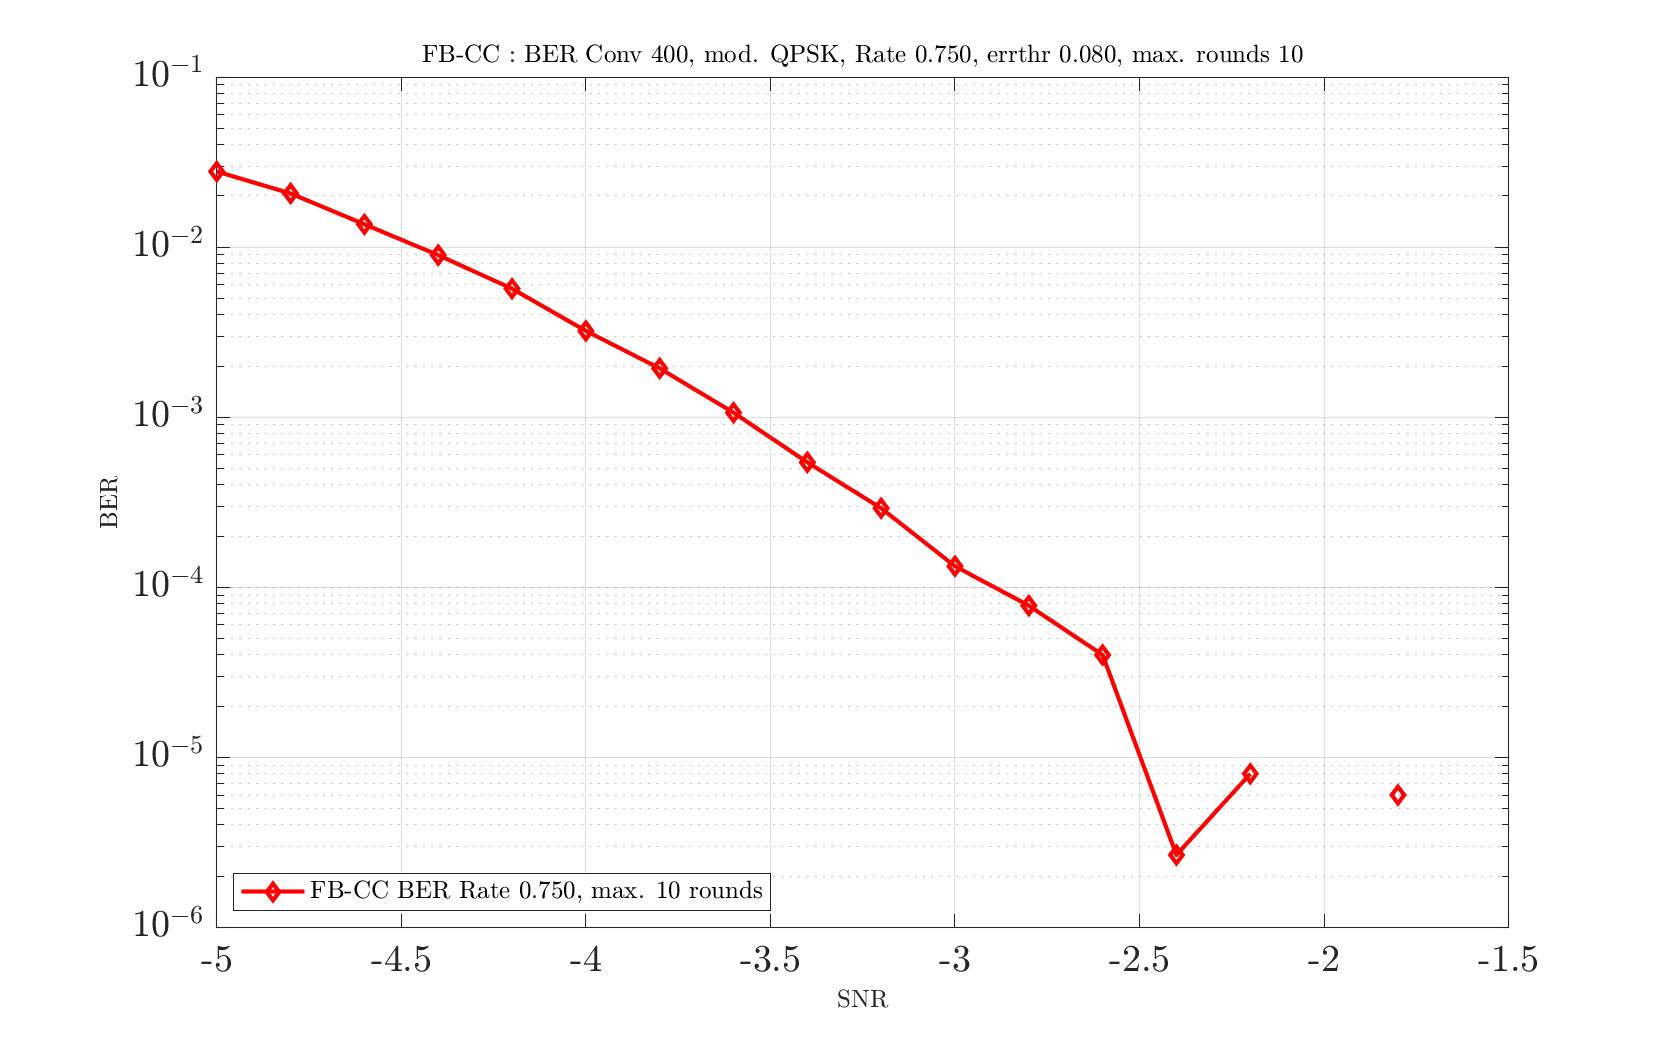 FB-CC : BER Conv 400, mod. QPSK, Rate 0.750, errthr 0.080, max. rounds 10
10⁻¹
10⁻²
10⁻³
10⁻⁴
10⁻⁵
10⁻⁶
BER
FB-CC BER Rate 0.750, max. 10 rounds
-5 -4.5 -4 -3.5 -3 -2.5 -2 -1.5
SNR